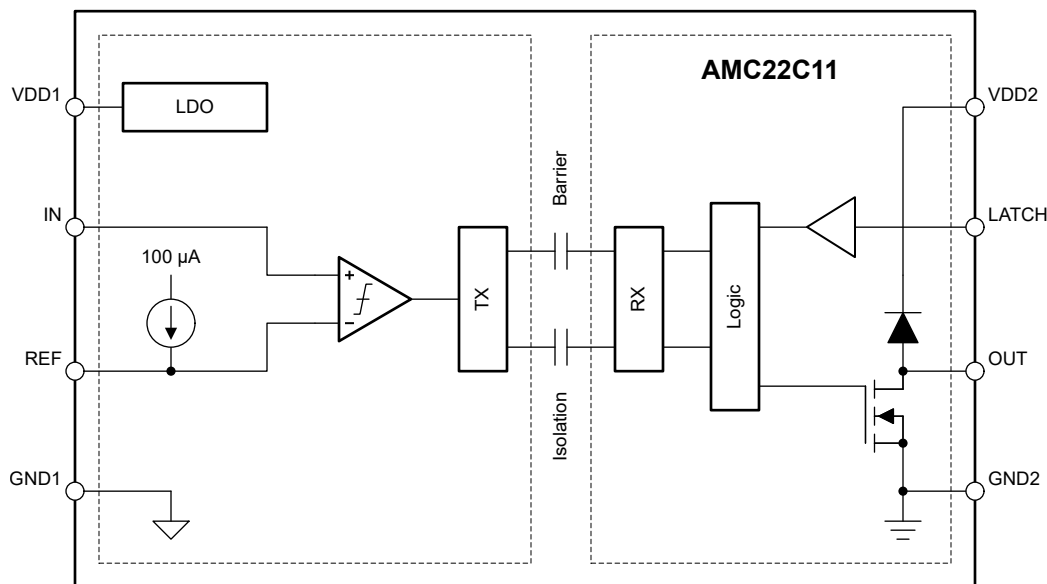 AMC22C11
VDD1
LDO
VDD2
Barrier
IN
LATCH
100 µA
+
−
TX
RX
Logic
REF
OUT
Isolation
GND1
GND2